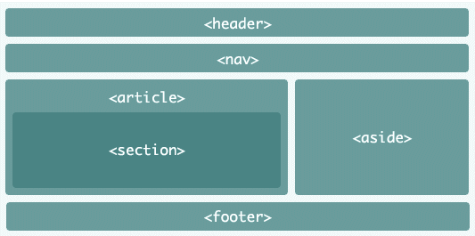 <header>
<nav>
<article>
<section>
<aside>
<footer>